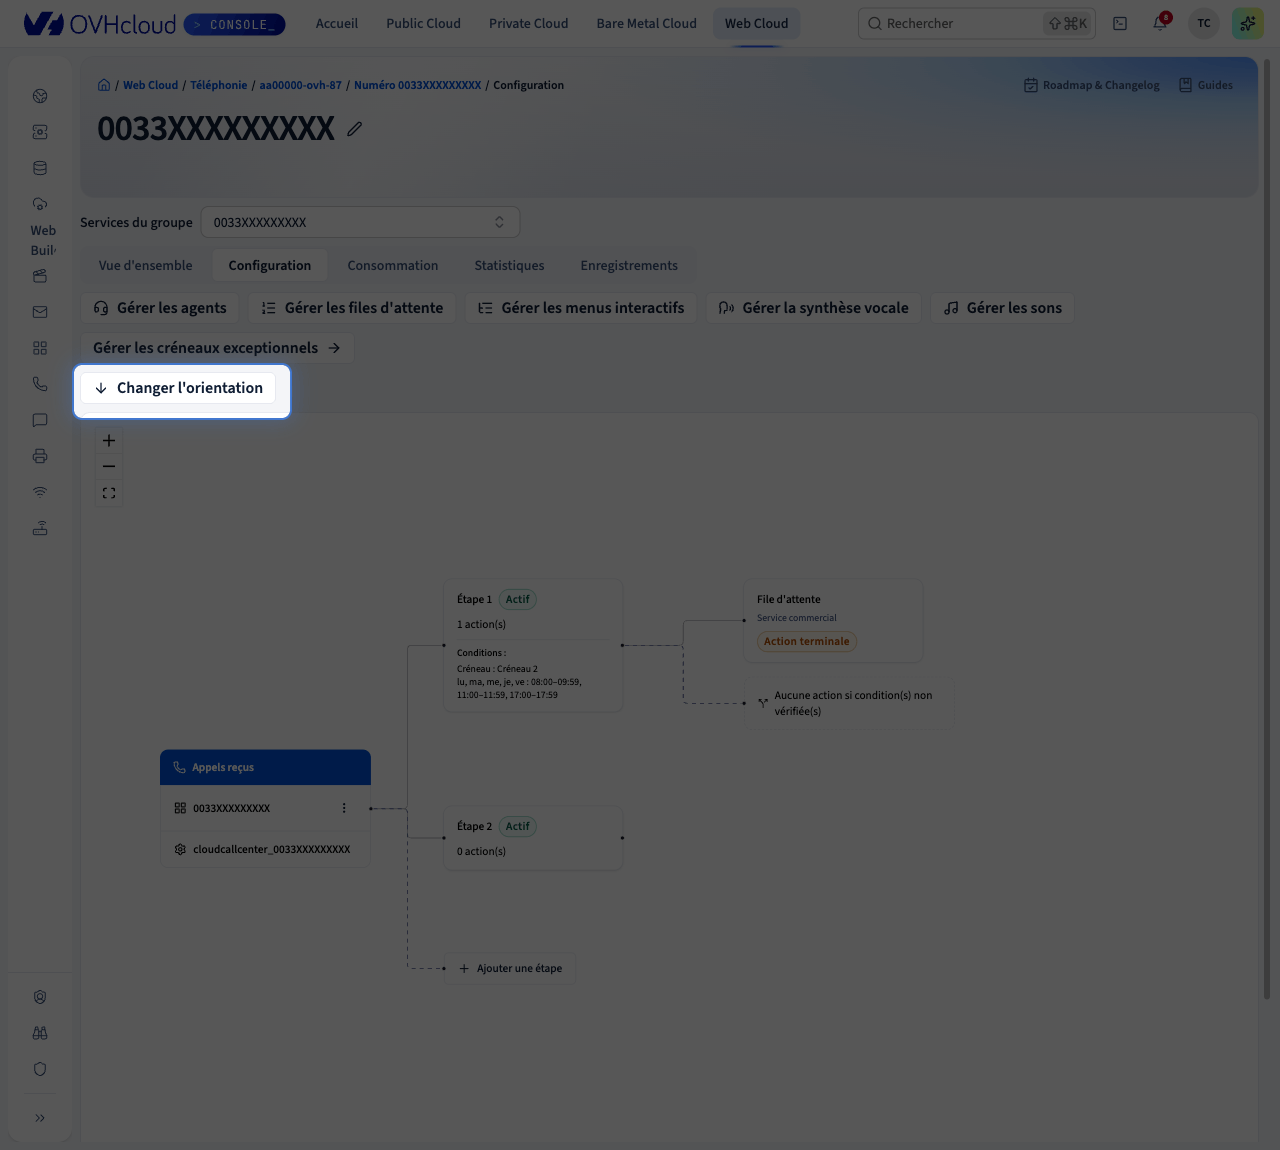 OVHcloud > CONSOLE_ Accueil Public Cloud Private Cloud Bare Metal Cloud Web Cloud Rechercher ⇧⌘K 8 TC
/ Web Cloud / Téléphonie / aa00000-ovh-87 / Numéro 0033XXXXXXXXX / Configuration Roadmap & Changelog Guides
0033XXXXXXXXX
Services du groupe 0033XXXXXXXXX
Web
Buil
Vue d'ensemble Configuration Consommation Statistiques Enregistrements
Gérer les agents Gérer les files d'attente Gérer les menus interactifs Gérer la synthèse vocale Gérer les sons
Gérer les créneaux exceptionnels →
↓ Changer l'orientation
+
−
Étape 1 Actif
1 action(s)
Conditions :
Créneau : Créneau 2
lu, ma, me, je, ve : 08:00–09:59,
11:00–11:59, 17:00–17:59
File d'attente
Service commercial
Action terminale
Aucune action si condition(s) non
vérifiée(s)
Appels reçus
0033XXXXXXXXX
cloudcallcenter_0033XXXXXXXXX
Étape 2 Actif
0 action(s)
+ Ajouter une étape